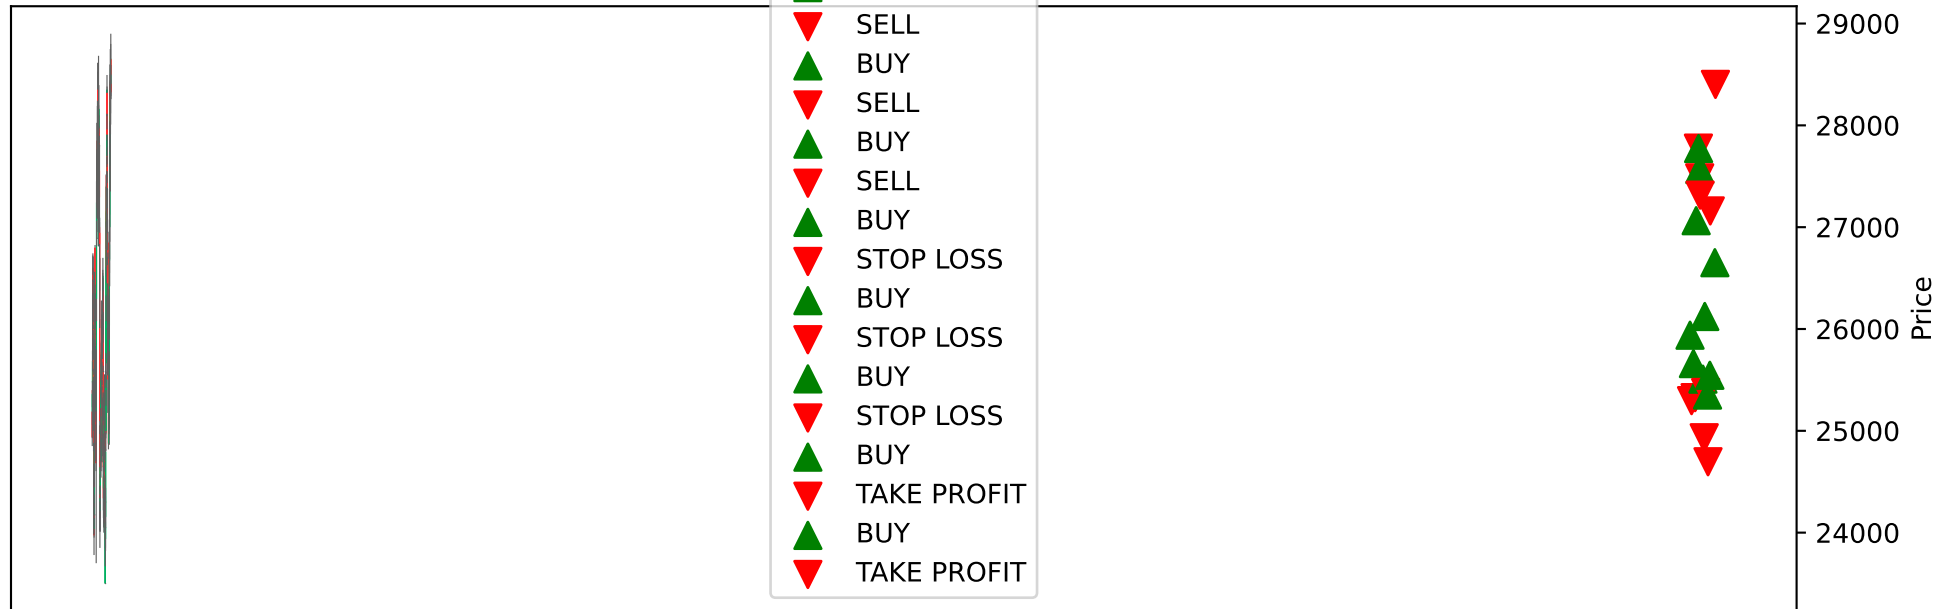 SELL
BUY
SELL
BUY
SELL
BUY
STOP LOSS
BUY
STOP LOSS
BUY
STOP LOSS
BUY
TAKE PROFIT
BUY
TAKE PROFIT
29000
28000
27000
26000
25000
24000
Price